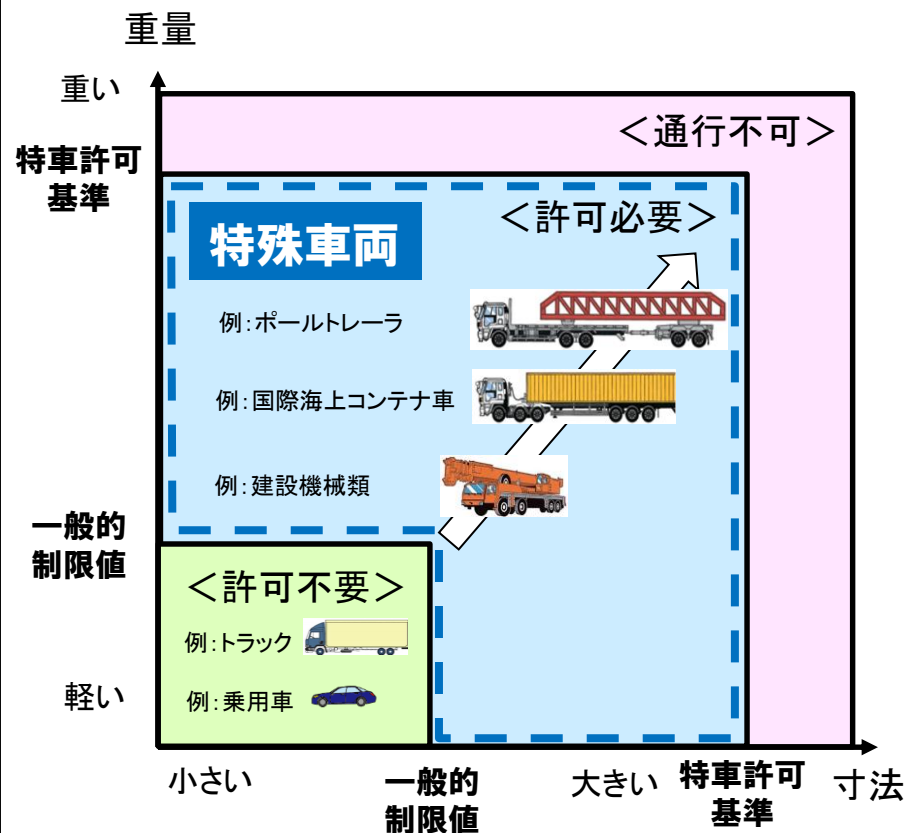 重量
重い
＜通行不可＞
特車許可
基準
＜許可必要＞
特殊車両
例：ポールトレーラ
例：国際海上コンテナ車
例：建設機械類
一般的
制限値
＜許可不要＞
例：トラック
例：乗用車
軽い
小さい
一般的
制限値
大きい
特車許可
基準
寸法